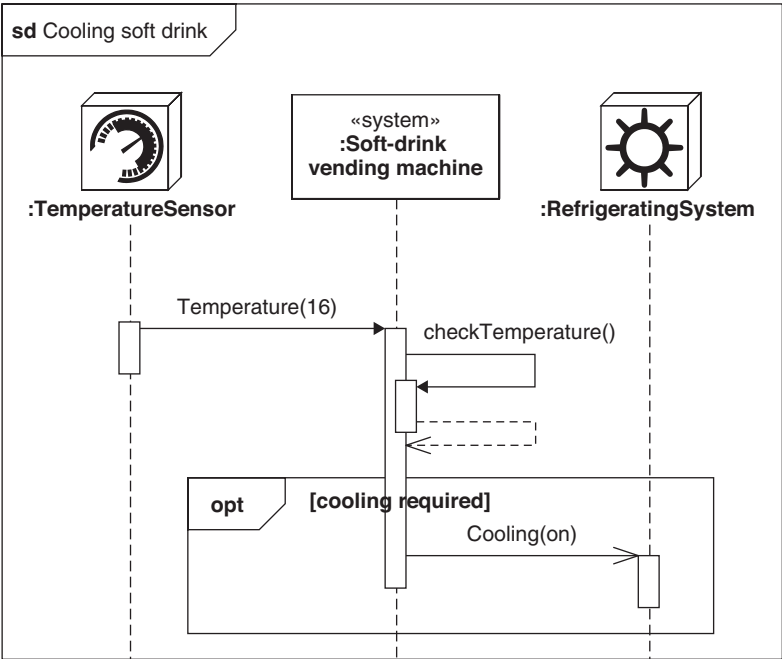 sd Cooling soft drink
«system»
:Soft-drink
vending machine
:TemperatureSensor
:RefrigeratingSystem
Temperature(16)
checkTemperature()
opt
[cooling required]
Cooling(on)